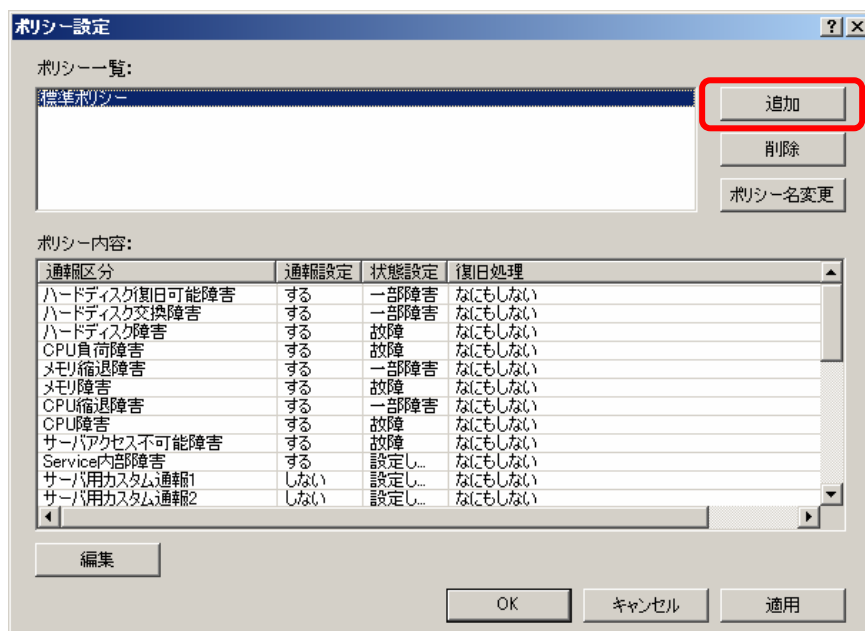 ポリシー設定
ポリシー一覧:
標準ポリシー
追加
削除
ポリシー名変更
ポリシー内容:
通報区分 通報設定 状態設定 復旧処理
ハードディスク復旧可能障害 する 一部障害 なにもしない
ハードディスク交換障害 する 一部障害 なにもしない
ハードディスク障害 する 故障 なにもしない
CPU負荷障害 する 故障 なにもしない
メモリ縮退障害 する 一部障害 なにもしない
メモリ障害 する 故障 なにもしない
CPU縮退障害 する 一部障害 なにもしない
CPU障害 する 故障 なにもしない
サーバアクセス不可能障害 する 故障 なにもしない
Service内部障害 する 設定し... なにもしない
サーバ用カスタム通報1 しない 設定し... なにもしない
サーバ用カスタム通報2 しない 設定し... なにもしない
編集
OK キャンセル 適用